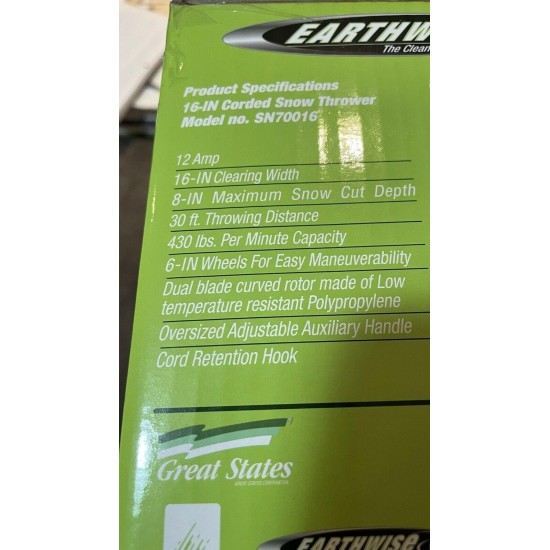 EARTHWISE
The Clean
Product Specifications
16-IN Corded Snow Thrower
Model no. SN70016
12 Amp
16-IN Clearing Width
8-IN Maximum Snow Cut Depth
30 ft. Throwing Distance
430 lbs. Per Minute Capacity
6-IN Wheels For Easy Maneuverability
Dual blade curved rotor made of Low
temperature resistant Polypropylene
Oversized Adjustable Auxiliary Handle
Cord Retention Hook
Great States
EARTHWISE